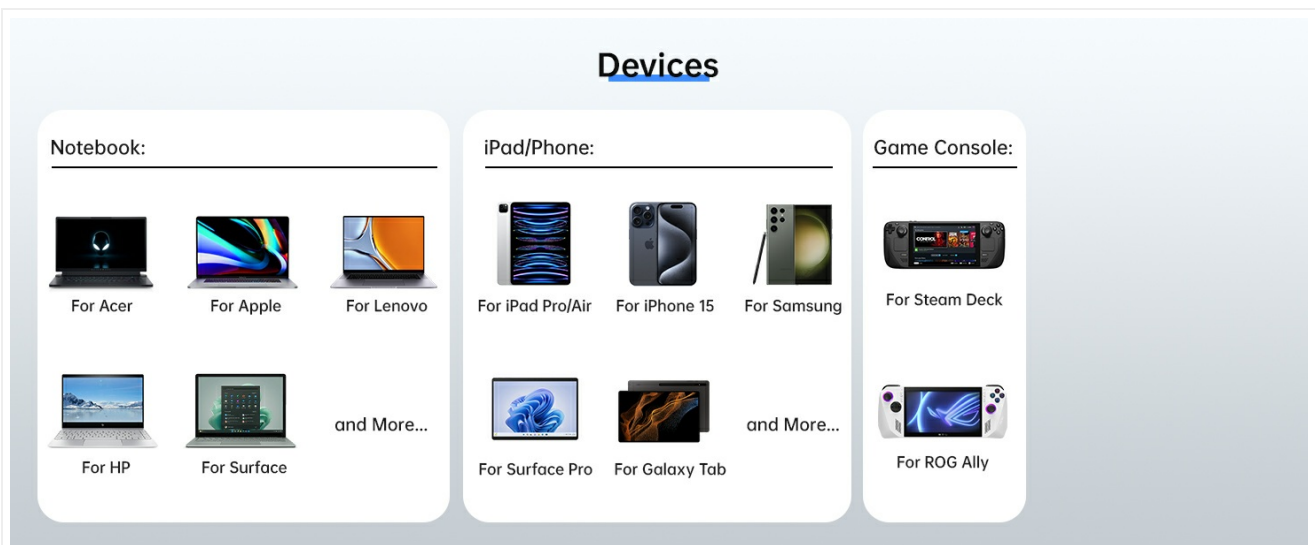 Devices
Notebook:
For Acer
For Apple
For Lenovo
For HP
For Surface
and More...
iPad/Phone:
For iPad Pro/Air
For iPhone 15
For Samsung
For Surface Pro
For Galaxy Tab
and More...
Game Console:
CONTROL
For Steam Deck
For ROG Ally